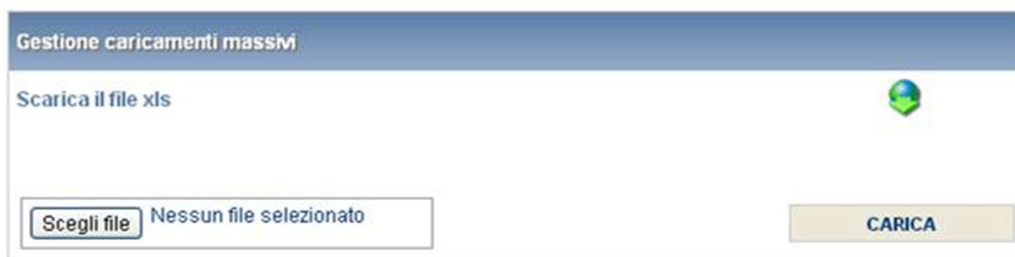 Gestione caricamenti massivi
Scarica il file xls
Scegli file Nessun file selezionato
CARICA